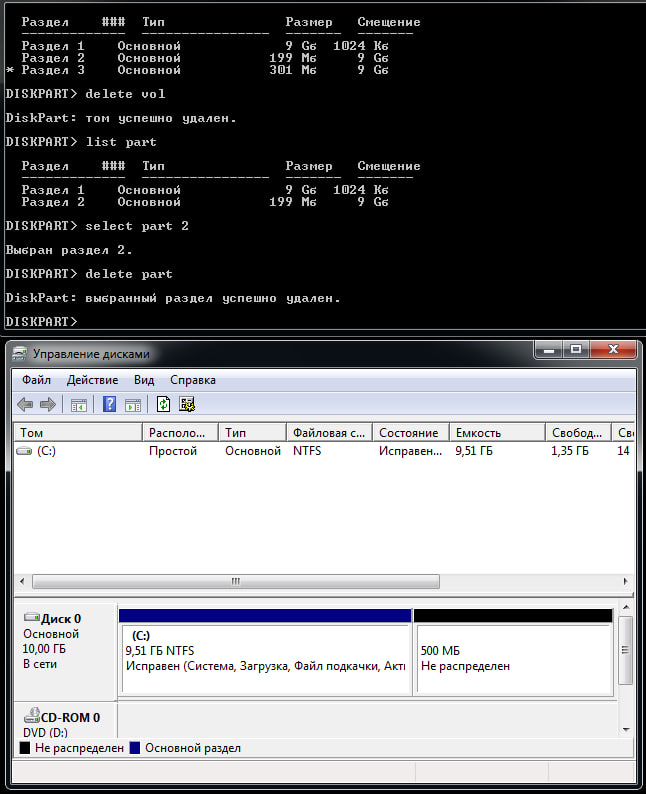 Раздел ### Тип Размер Смещение
Раздел 1 Основной 9 Gб 1024 Kб
Раздел 2 Основной 199 Mб 9 Gб
* Раздел 3 Основной 301 Mб 9 Gб
DISKPART> delete vol
DiskPart: том успешно удален.
DISKPART> list part
Раздел ### Тип Размер Смещение
Раздел 1 Основной 9 Gб 1024 Kб
Раздел 2 Основной 199 Mб 9 Gб
DISKPART> select part 2
Выбран раздел 2.
DISKPART> delete part
DiskPart: выбранный раздел успешно удален.
DISKPART>
Управление дисками
Файл Действие Вид Справка
Том Располо... Тип Файловая с... Состояние Емкость Свобод... Св
(C:) Простой Основной NTFS Исправен... 9,51 ГБ 1,35 ГБ 14
Диск 0
Основной
10,00 ГБ
В сети
(C:)
9,51 ГБ NTFS
Исправен (Система, Загрузка, Файл подкачки, Акт
500 МБ
Не распределен
CD-ROM 0
DVD (D:)
Не распределен Основной раздел